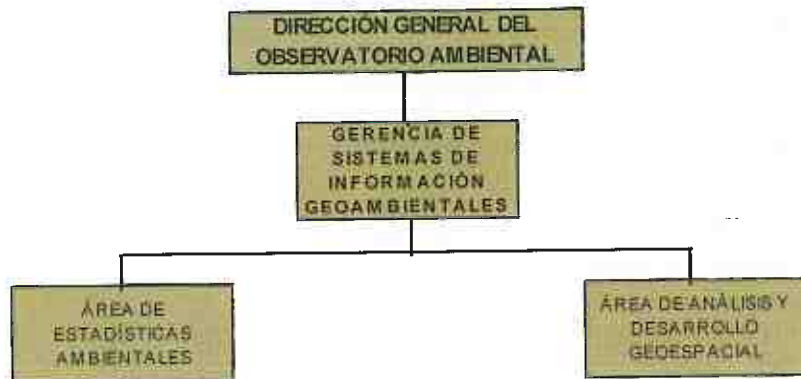 DIRECCIÓN GENERAL DEL
OBSERVATORIO AMBIENTAL
GERENCIA DE
SISTEMAS DE
INFORMACIÓN
GEOAMBIENTALES
ÁREA DE
ESTADÍSTICAS
AMBIENTALES
ÁREA DE ANÁLISIS Y
DESARROLLO
GEOESPACIAL